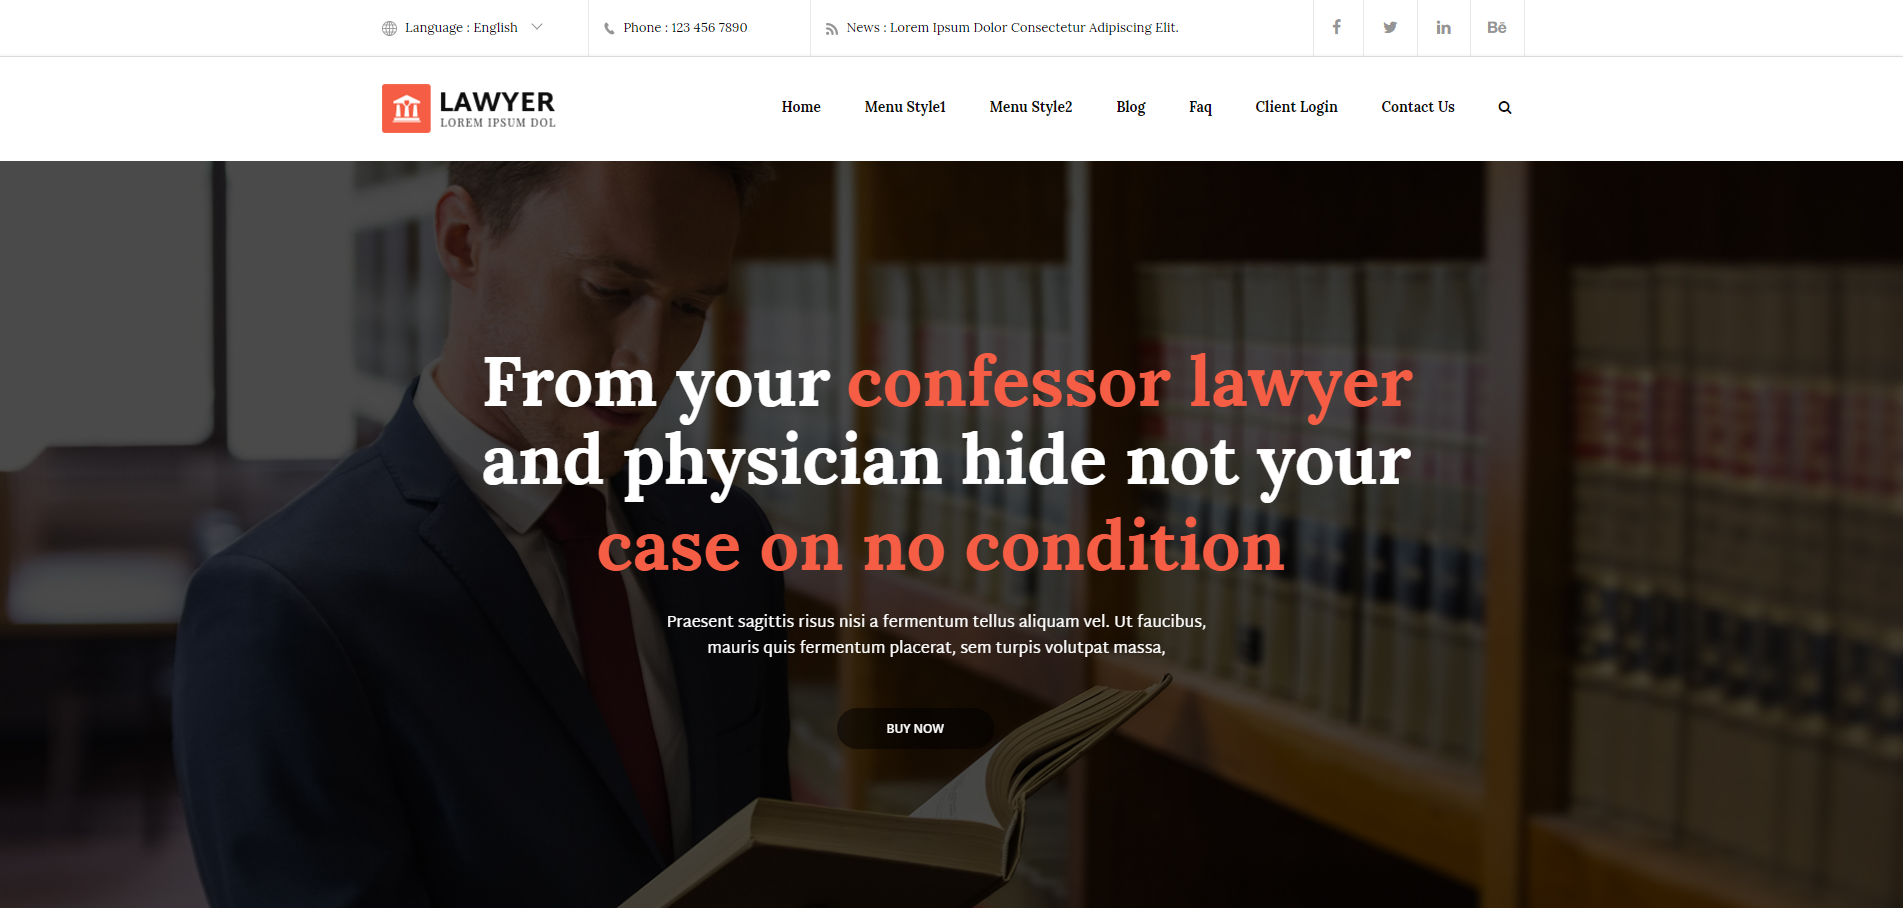 Language : English
Phone : 123 456 7890
News : Lorem Ipsum Dolor Consectetur Adipiscing Elit.
Bē
LAWYER
LOREM IPSUM DOL
Home
Menu Style1
Menu Style2
Blog
Faq
Client Login
Contact Us
From your confessor lawyer
and physician hide not your
case on no condition
Praesent sagittis risus nisi a fermentum tellus aliquam vel. Ut faucibus,
mauris quis fermentum placerat, sem turpis volutpat massa,
BUY NOW